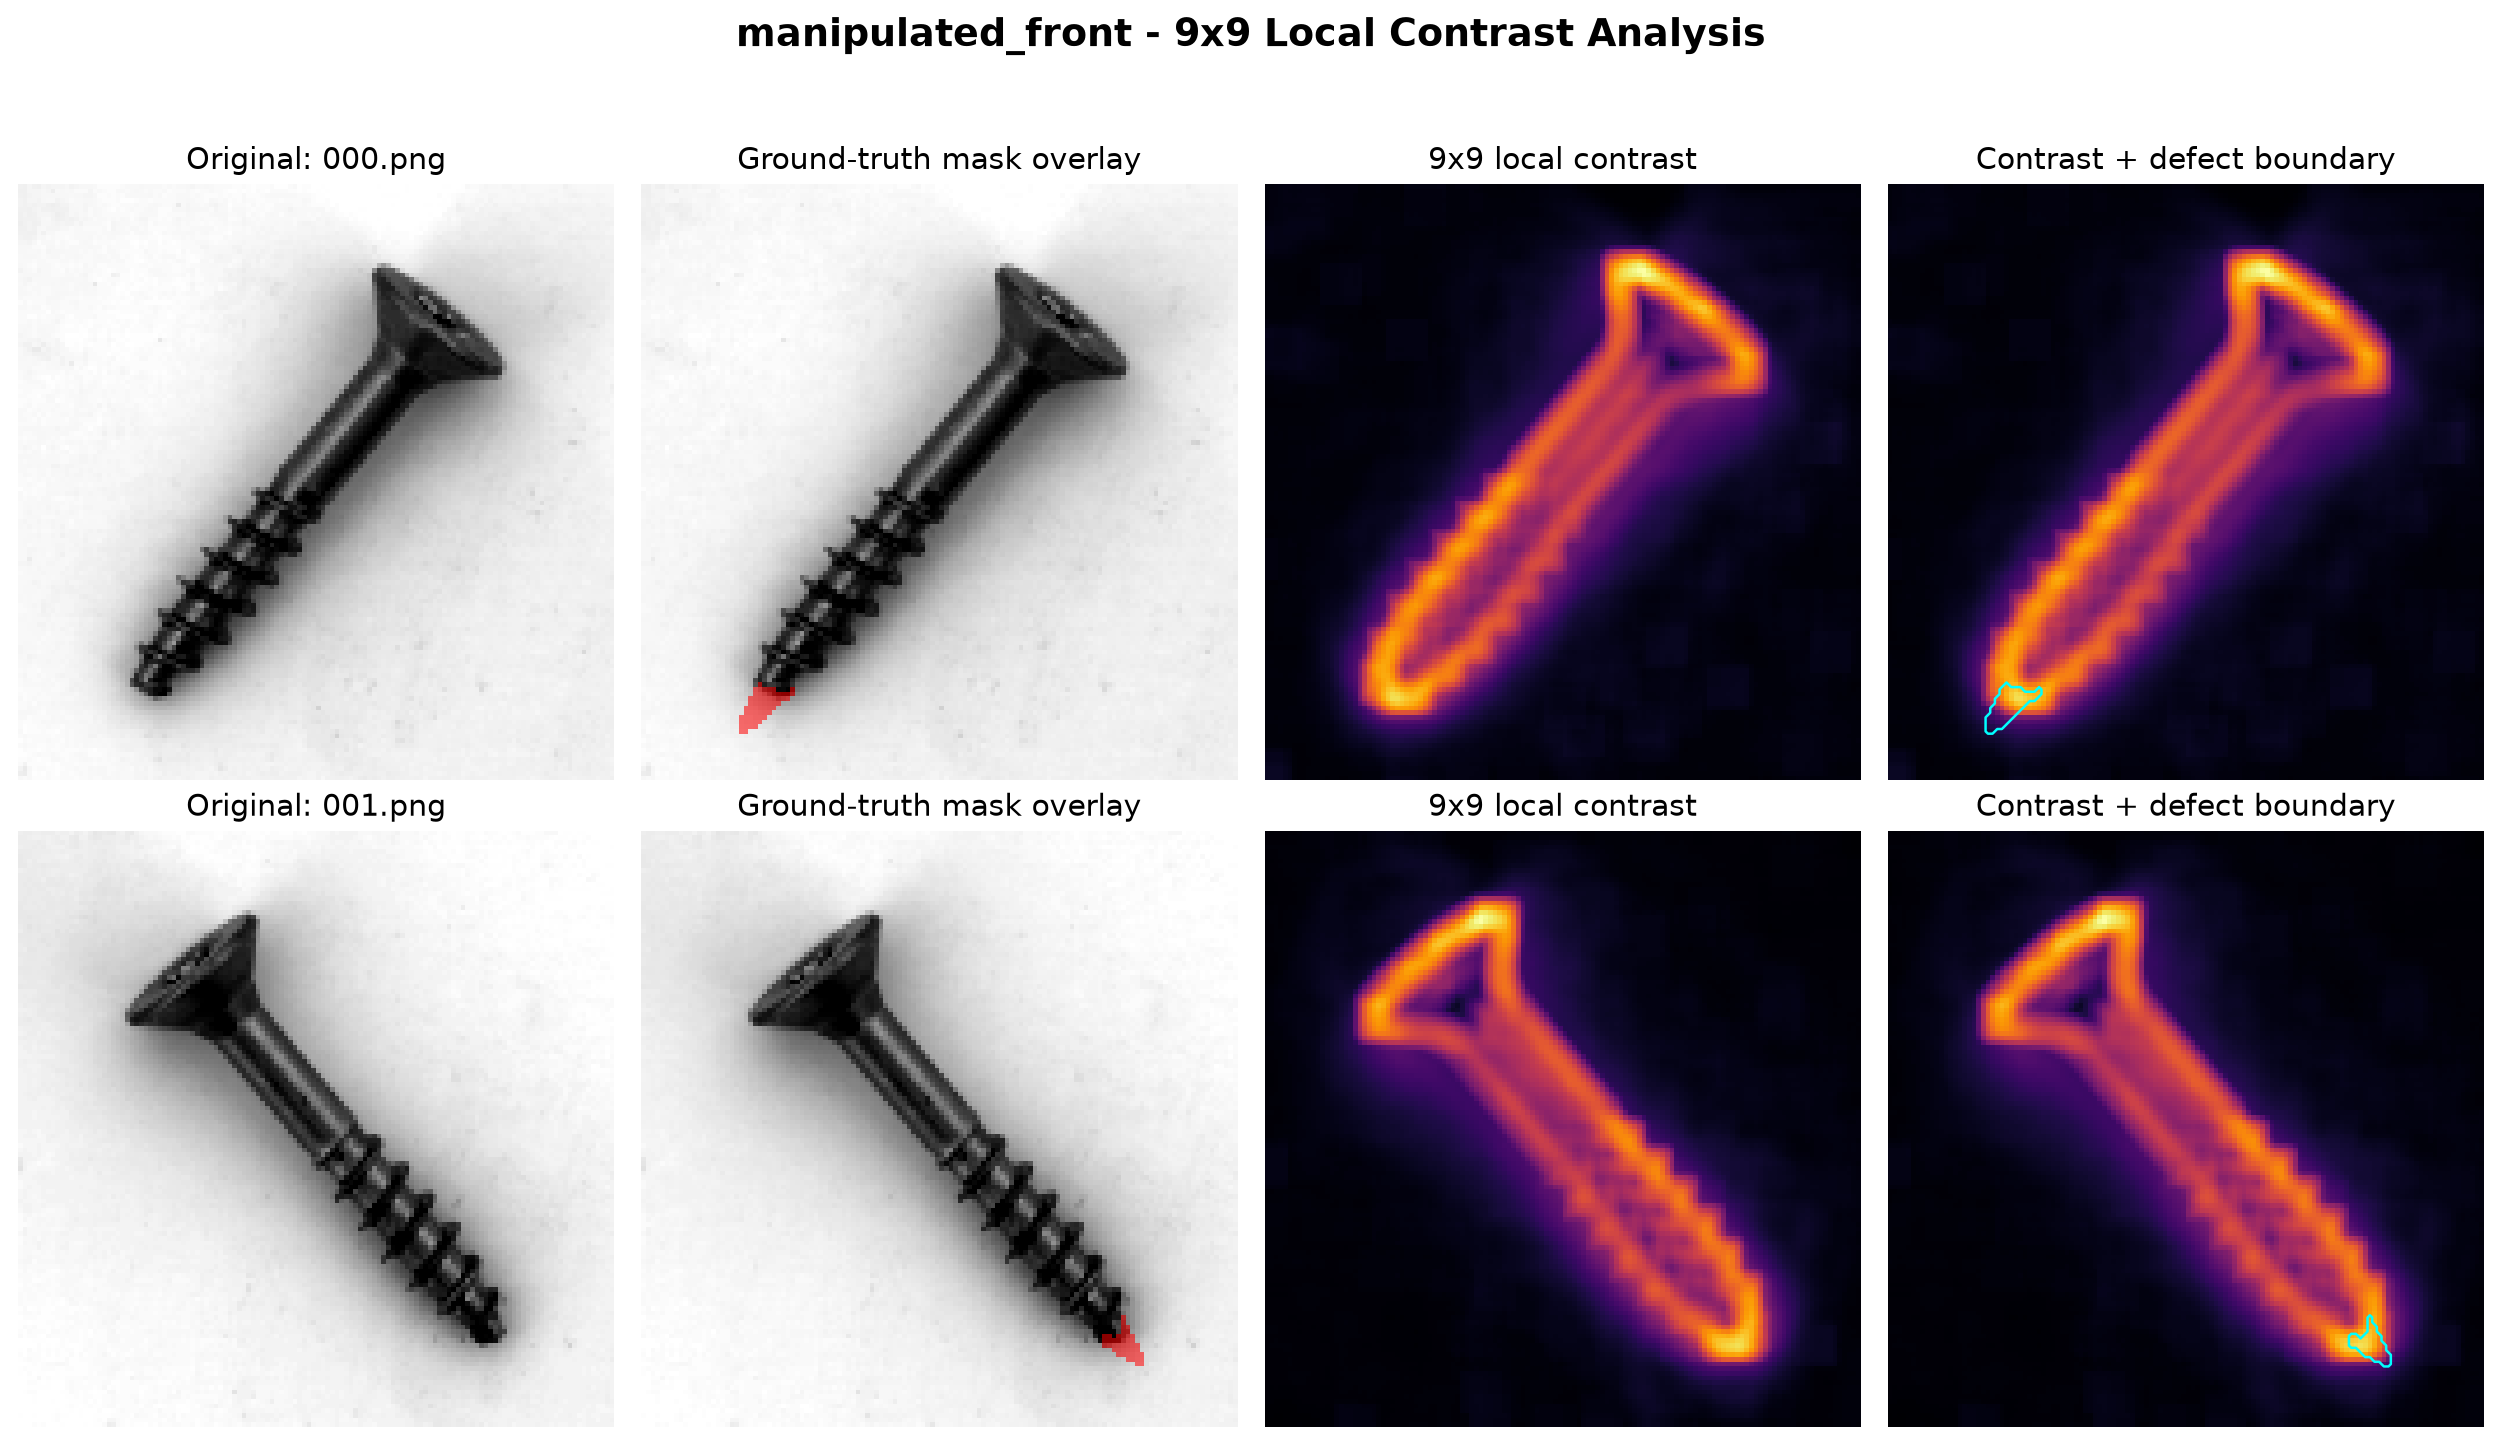 manipulated_front - 9x9 Local Contrast Analysis
Original: 000.png
Ground-truth mask overlay
9x9 local contrast
Contrast + defect boundary
Original: 001.png
Ground-truth mask overlay
9x9 local contrast
Contrast + defect boundary